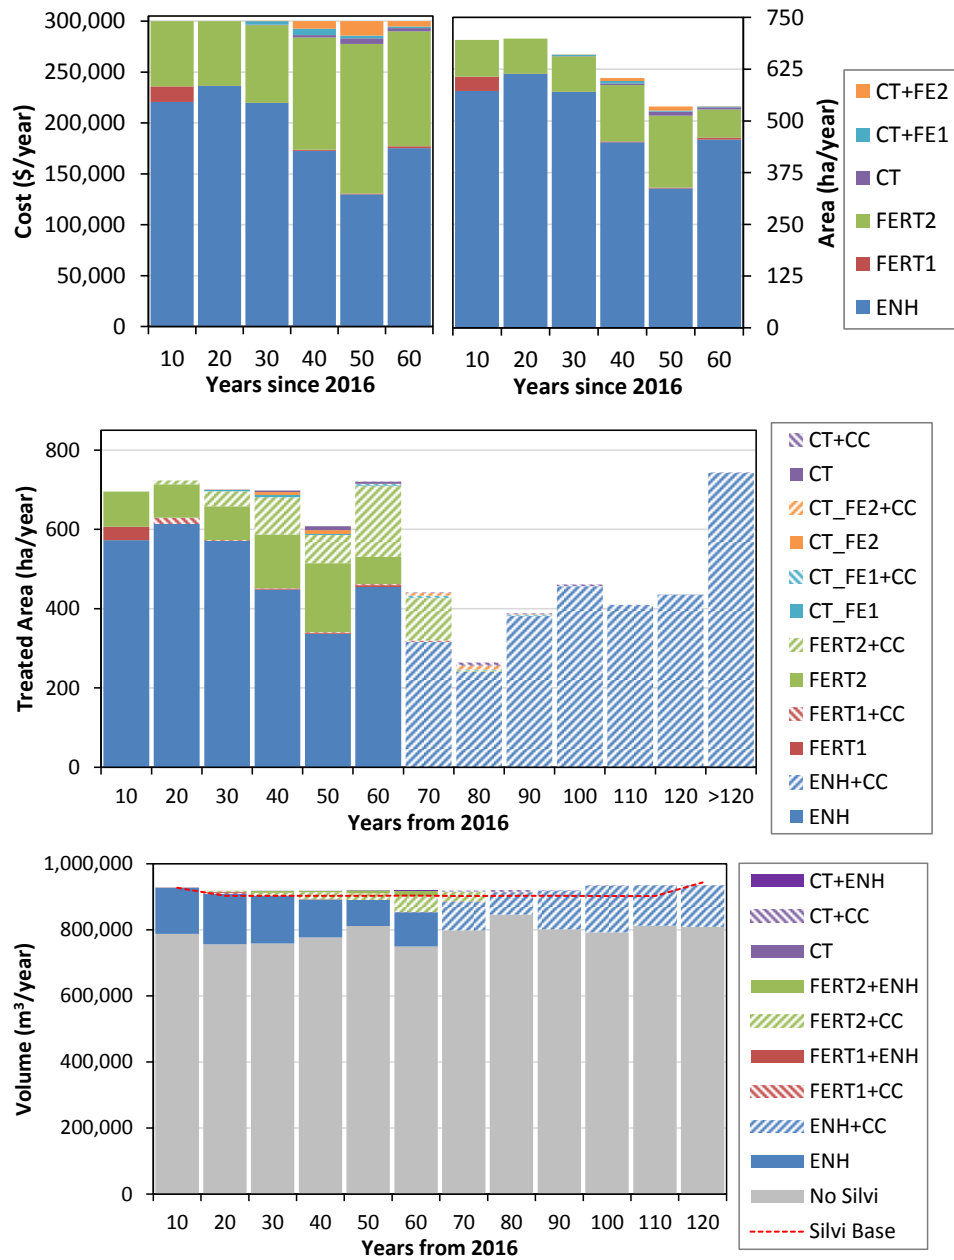 300,000
250,000
200,000
150,000
100,000
50,000
0
Cost ($/year)
10 20 30 40 50 60
Years since 2016
750
625
500
375
250
125
0
Area (ha/year)
10 20 30 40 50 60
Years since 2016
CT+FE2
CT+FE1
CT
FERT2
FERT1
ENH
800
600
400
200
0
Treated Area (ha/year)
10 20 30 40 50 60 70 80 90 100 110 120 >120
Years from 2016
CT+CC
CT
CT_FE2+CC
CT_FE2
CT_FE1+CC
CT_FE1
FERT2+CC
FERT2
FERT1+CC
FERT1
ENH+CC
ENH
1,000,000
800,000
600,000
400,000
200,000
0
Volume (m³/year)
10 20 30 40 50 60 70 80 90 100 110 120
Years from 2016
CT+ENH
CT+CC
CT
FERT2+ENH
FERT2+CC
FERT1+ENH
FERT1+CC
ENH+CC
ENH
No Silvi
Silvi Base